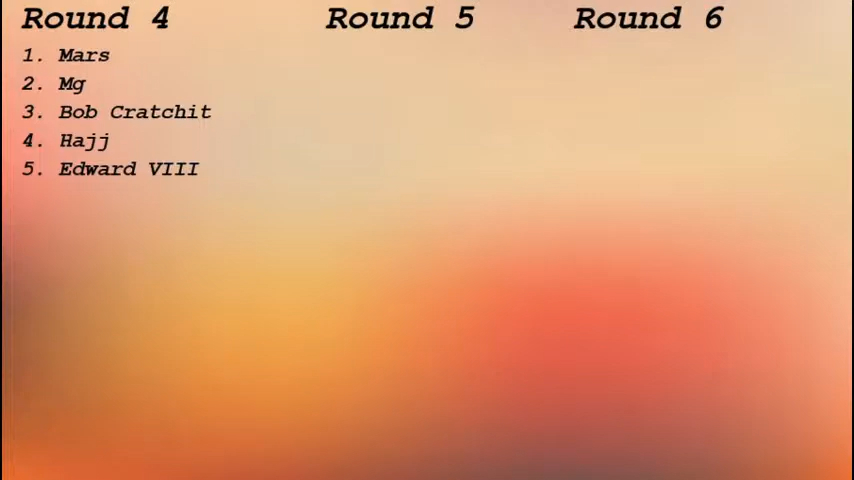 Round 4 Round 5 Round 6
1. Mars
2. Mg
3. Bob Cratchit
4. Hajj
5. Edward VIII